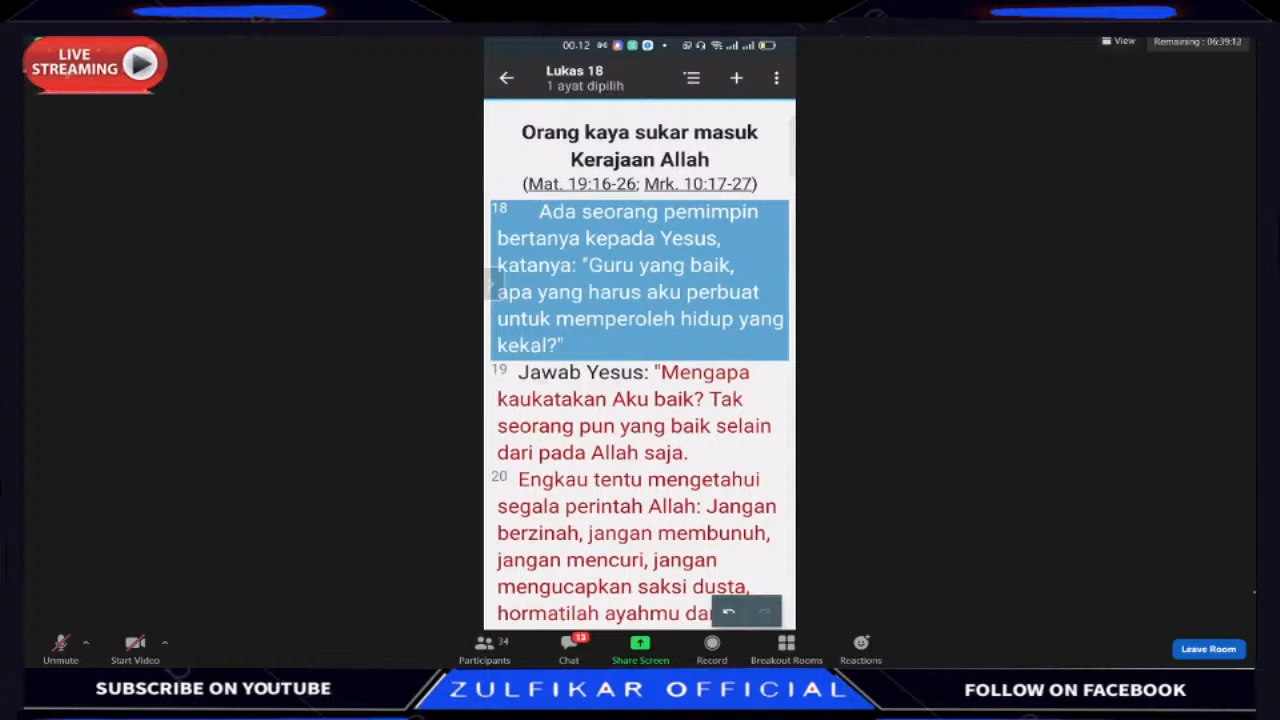 LIVE
STREAMING
View
Remaining : 06:39:12
00.12
Lukas 18
1 ayat dipilih
Orang kaya sukar masuk
Kerajaan Allah
(Mat. 19:16-26; Mrk. 10:17-27)
18 Ada seorang pemimpin
bertanya kepada Yesus,
katanya: "Guru yang baik,
apa yang harus aku perbuat
untuk memperoleh hidup yang
kekal?"
19 Jawab Yesus: "Mengapa
kaukatakan Aku baik? Tak
seorang pun yang baik selain
dari pada Allah saja.
20 Engkau tentu mengetahui
segala perintah Allah: Jangan
berzinah, jangan membunuh,
jangan mencuri, jangan
mengucapkan saksi dusta,
hormatilah ayahmu
Unmute
Start Video
Participants 34
Chat 13
Share Screen
Record
Breakout Rooms
Reactions
Leave Room
SUBSCRIBE ON YOUTUBE
ZULFIKAR OFFICIAL
FOLLOW ON FACEBOOK